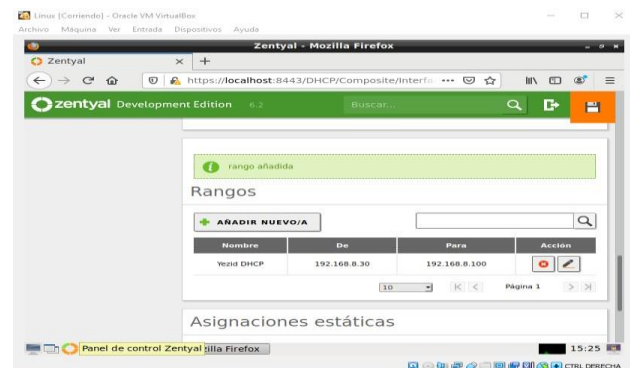 Linux [Corriendo] - Oracle VM VirtualBox
Archivo Máquina Ver Entrada Dispositivos Ayuda
Zentyal - Mozilla Firefox
Zentyal
https://localhost:8443/DHCP/Composite/Interfa
zentyal Development Edition 6.2
Buscar...
rango añadida
Rangos
AÑADIR NUEVO/A
Nombre De Para Acción
Yezid DHCP 192.168.8.30 192.168.8.100
10 Página 1
Asignaciones estáticas
Panel de control Zentyal zilla Firefox 15:25
CTRL DERECHA